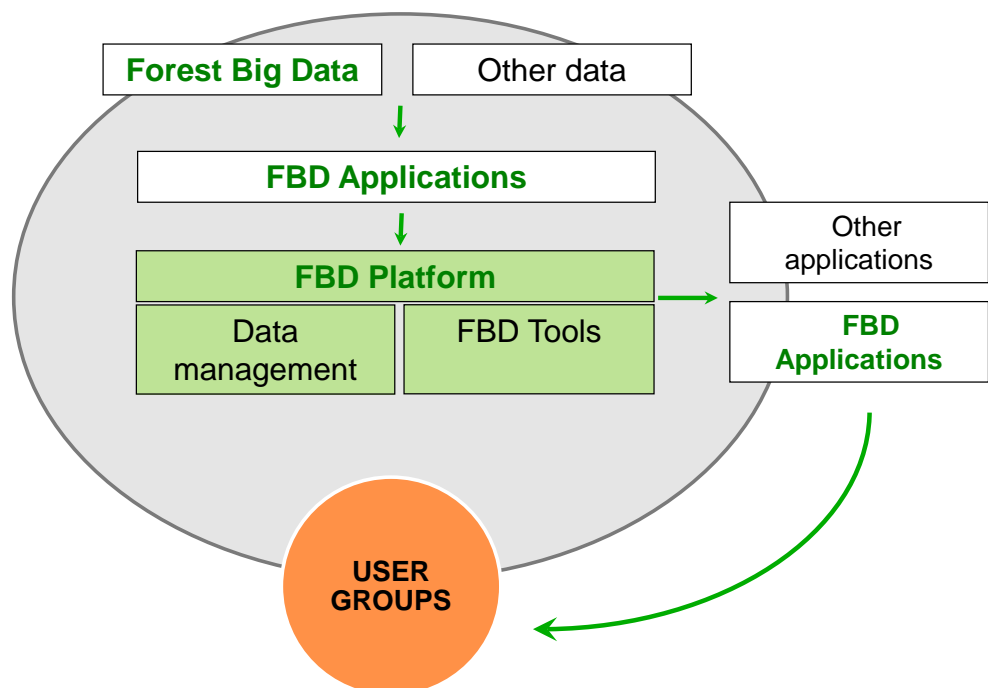 Forest Big Data
Other data
FBD Applications
FBD Platform
Data
management
FBD Tools
Other
applications
FBD
Applications
USER
GROUPS